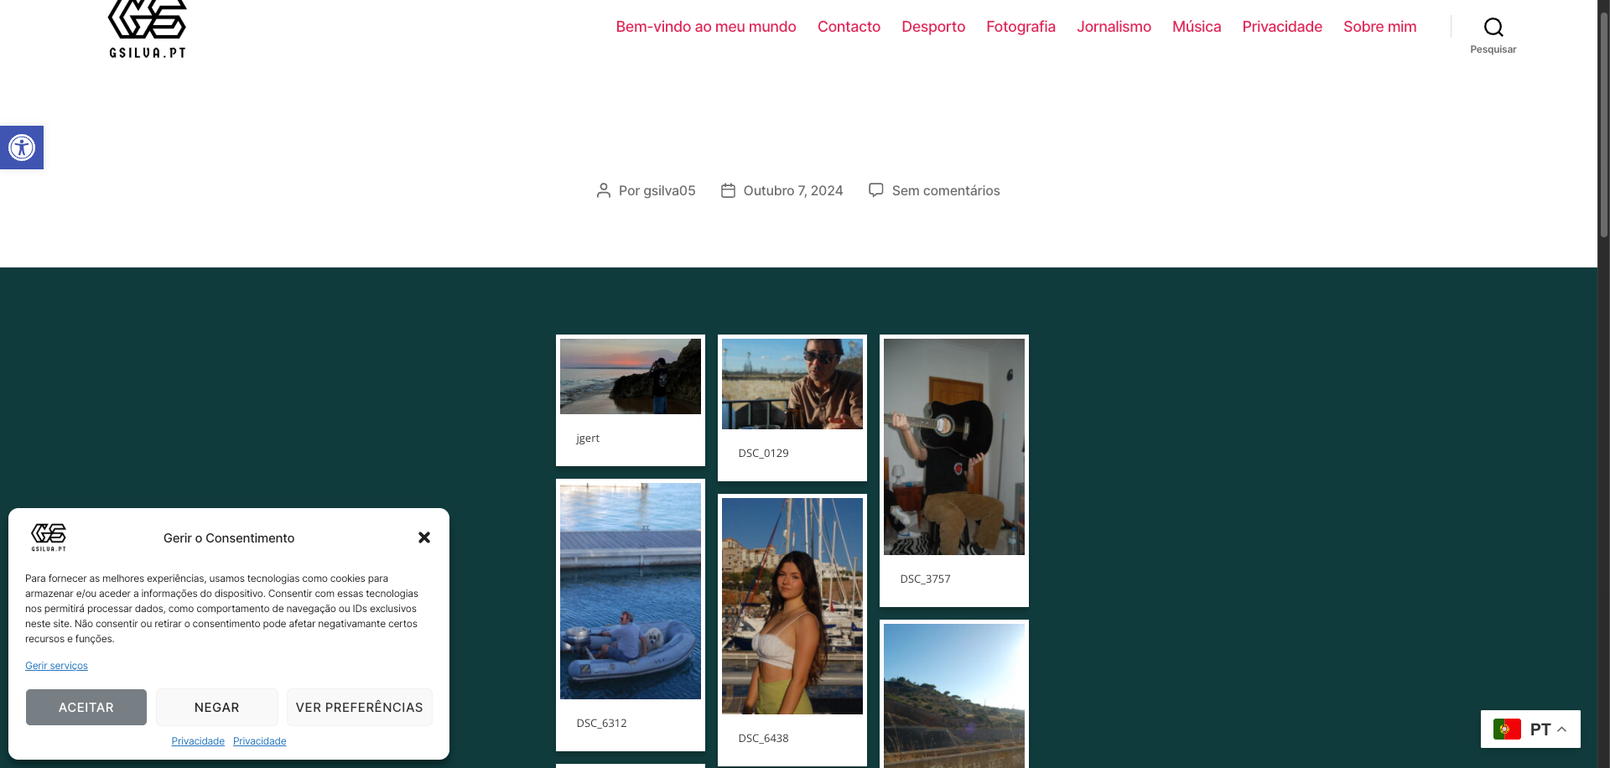 GSILVA.PT
Bem-vindo ao meu mundo Contacto Desporto Fotografia Jornalismo Música Privacidade Sobre mim
Pesquisar
Por gsilva05 Outubro 7, 2024 Sem comentários
jgert
DSC_0129
DSC_3757
DSC_6312
DSC_6438
GSILVA.PT
Gerir o Consentimento
Para fornecer as melhores experiências, usamos tecnologias como cookies para
armazenar e/ou aceder a informações do dispositivo. Consentir com essas tecnologias
nos permitirá processar dados, como comportamento de navegação ou IDs exclusivos
neste site. Não consentir ou retirar o consentimento pode afetar negativamante certos
recursos e funções.
Gerir serviços
ACEITAR NEGAR VER PREFERÊNCIAS
Privacidade Privacidade
PT